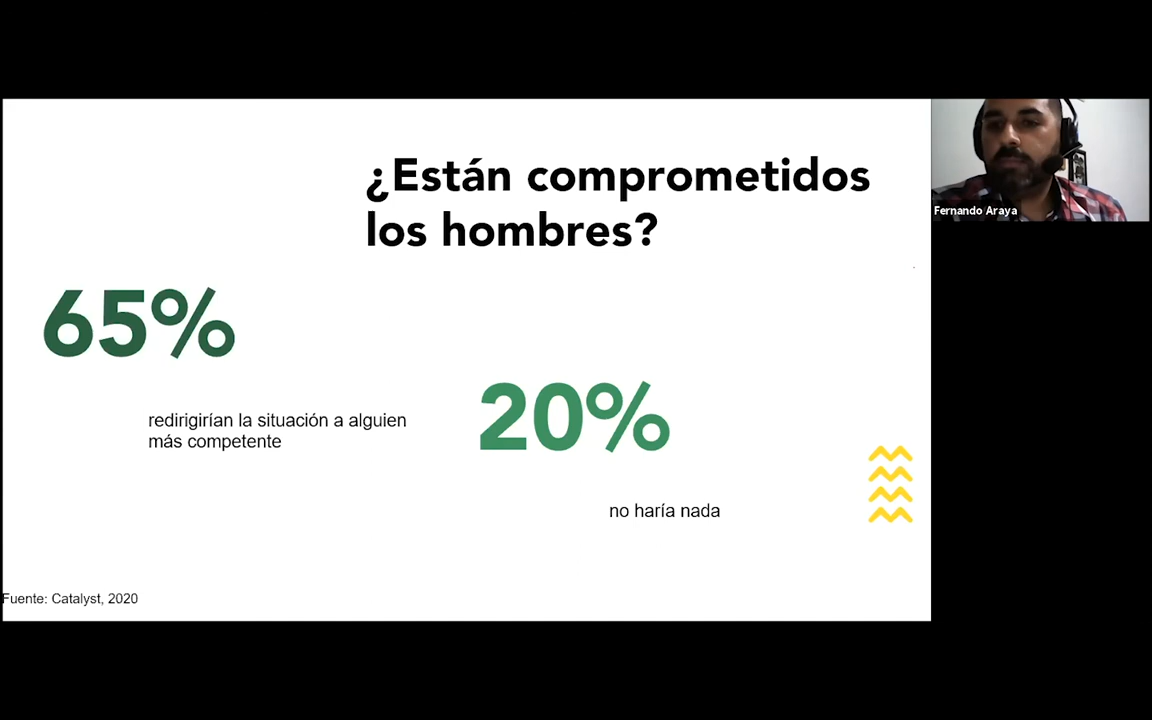 ¿Están comprometidos
los hombres?
65%
redirigirían la situación a alguien
más competente
20%
no haría nada
Fuente: Catalyst, 2020
Fernando Araya